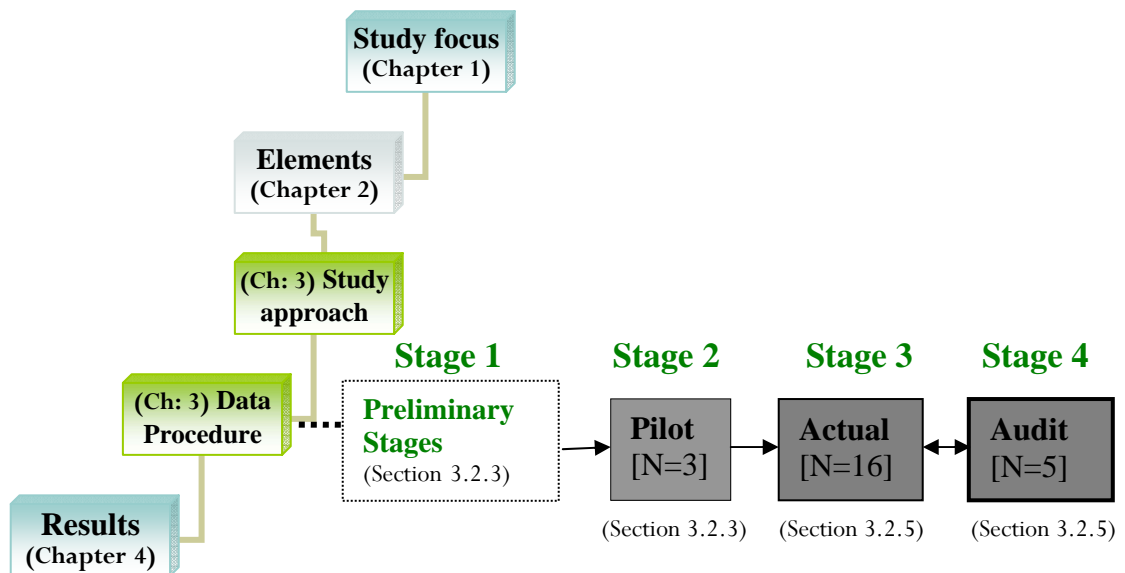 Study focus
(Chapter 1)
Elements
(Chapter 2)
(Ch: 3) Study
approach
(Ch: 3) Data
Procedure
Results
(Chapter 4)
Stage 1
Preliminary
Stages
(Section 3.2.3)
Stage 2
Pilot
[N=3]
(Section 3.2.3)
Stage 3
Actual
[N=16]
(Section 3.2.5)
Stage 4
Audit
[N=5]
(Section 3.2.5)